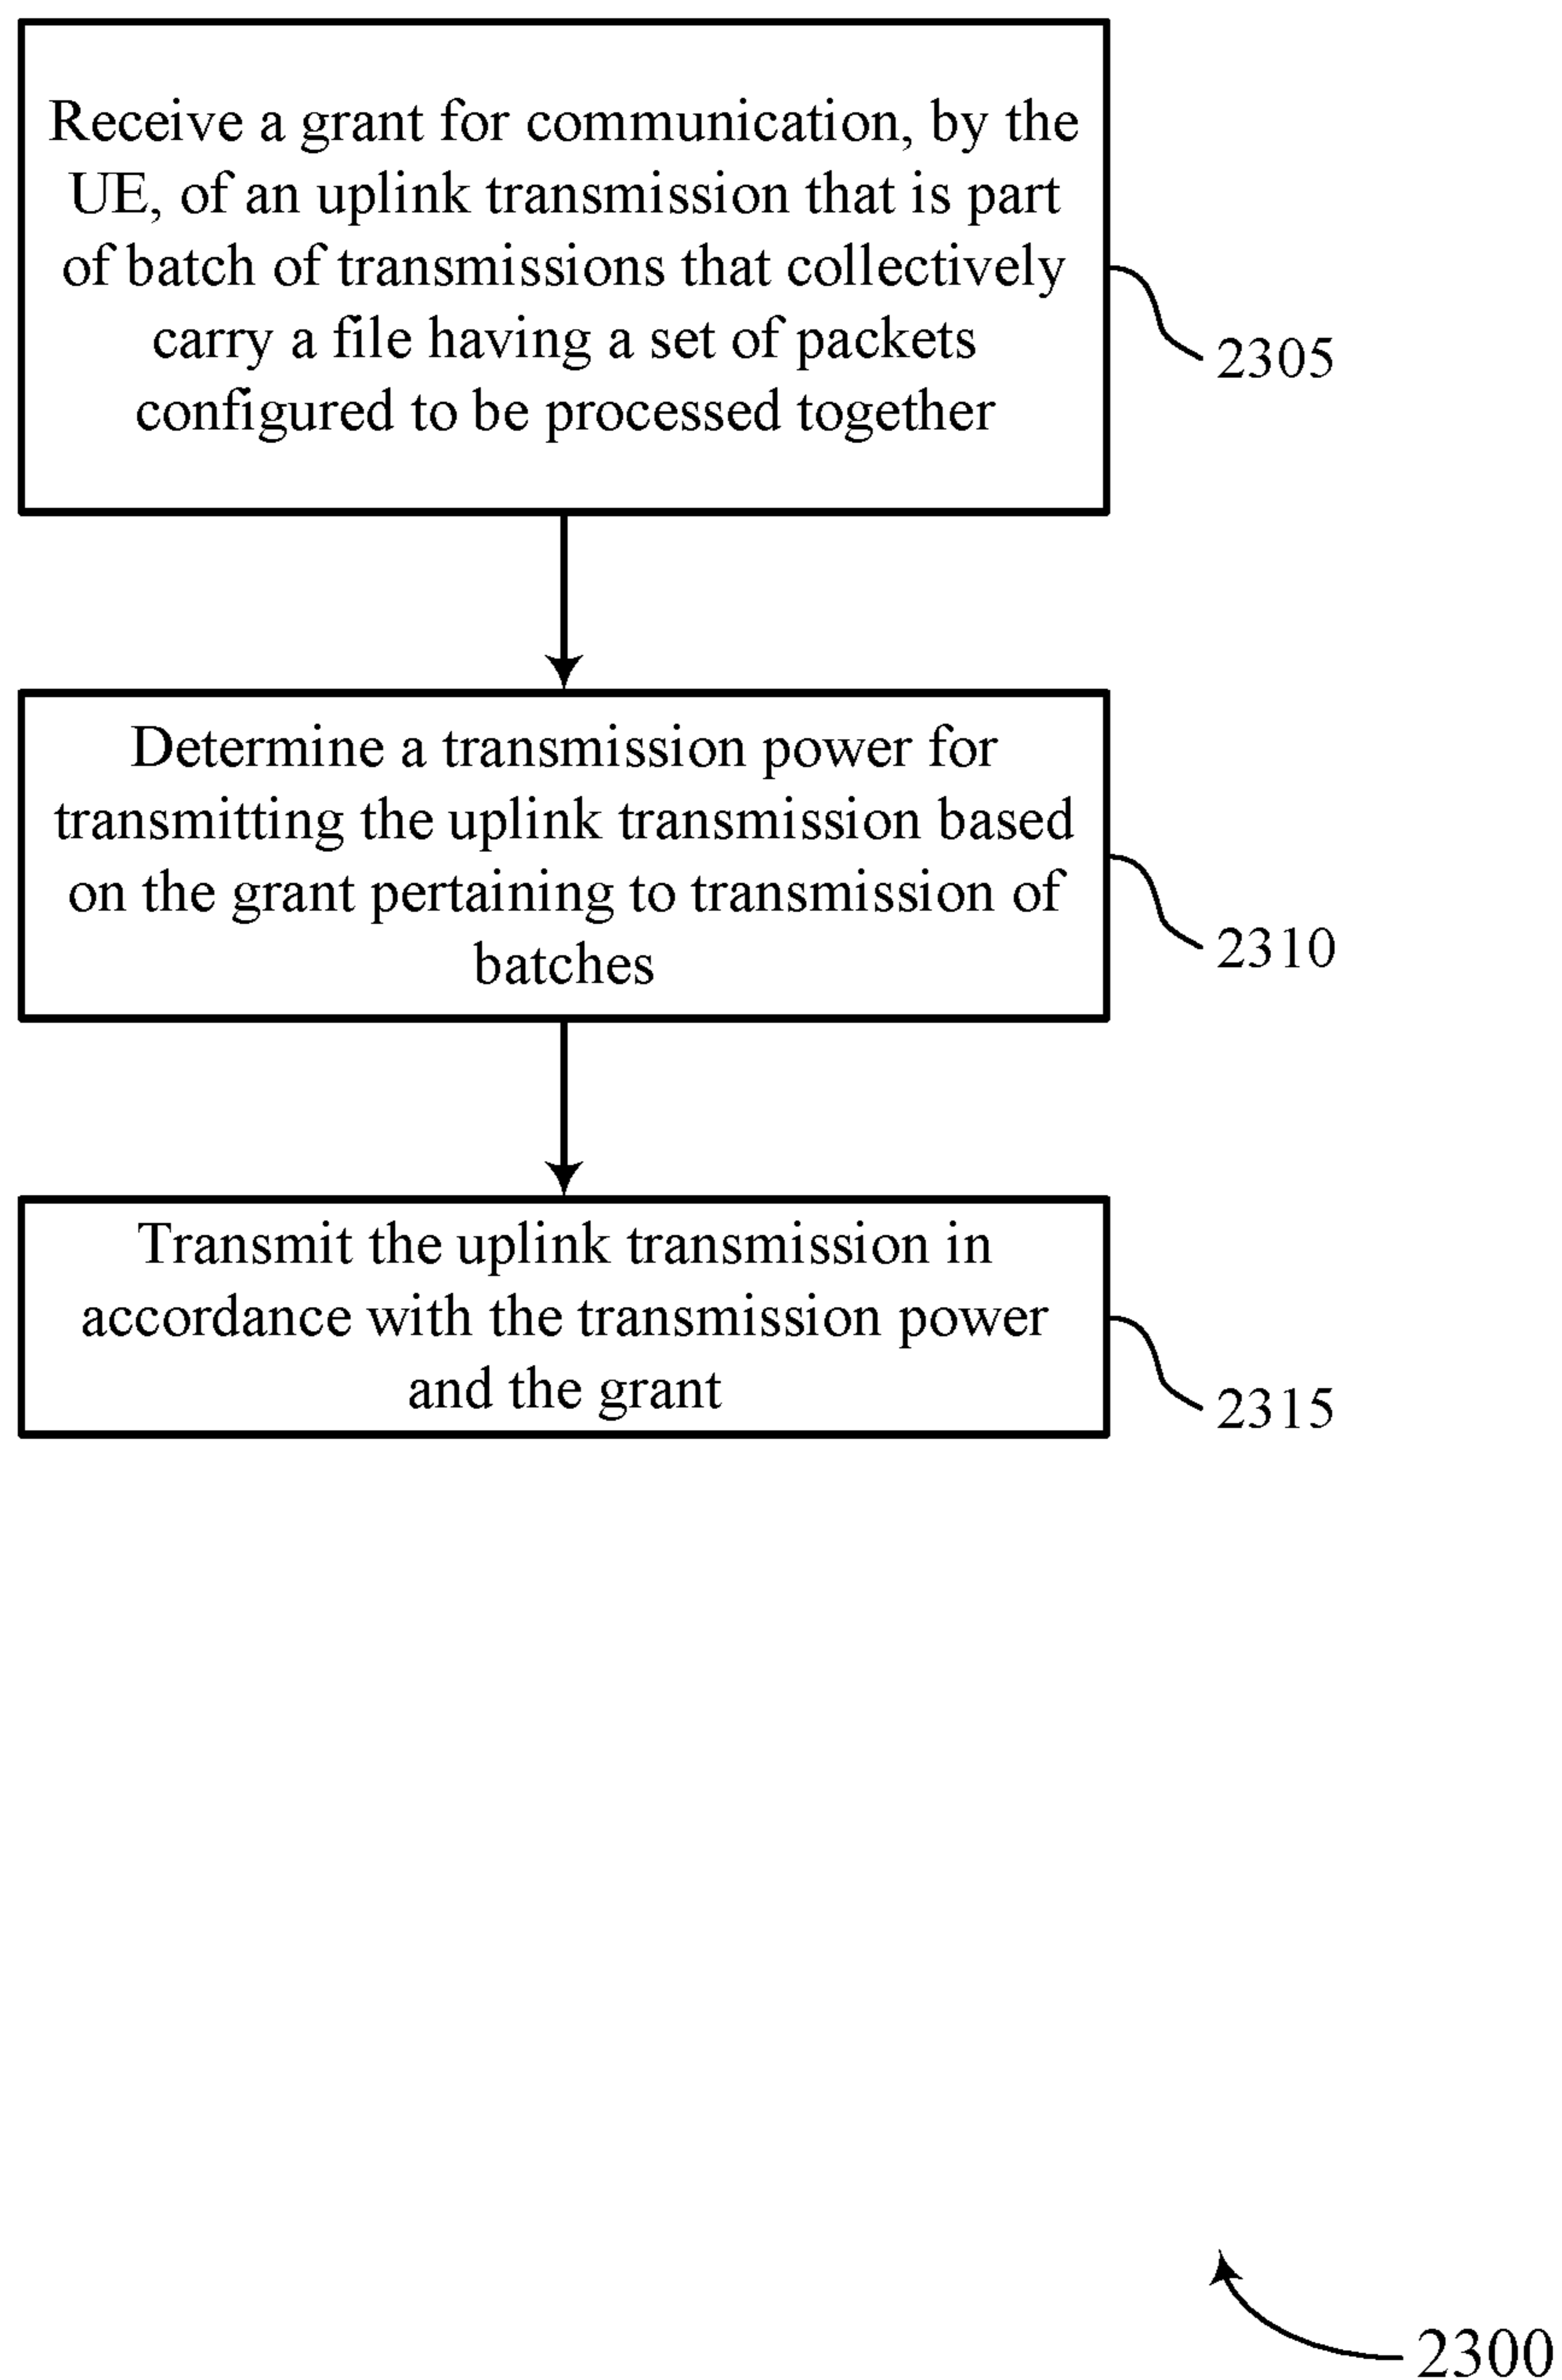 Receive a grant for communication, by the
UE, of an uplink transmission that is part
of batch of transmissions that collectively
carry a file having a set of packets
configured to be processed together
2305
Determine a transmission power for
transmitting the uplink transmission based
on the grant pertaining to transmission of
batches
2310
Transmit the uplink transmission in
accordance with the transmission power
and the grant
2315
2300